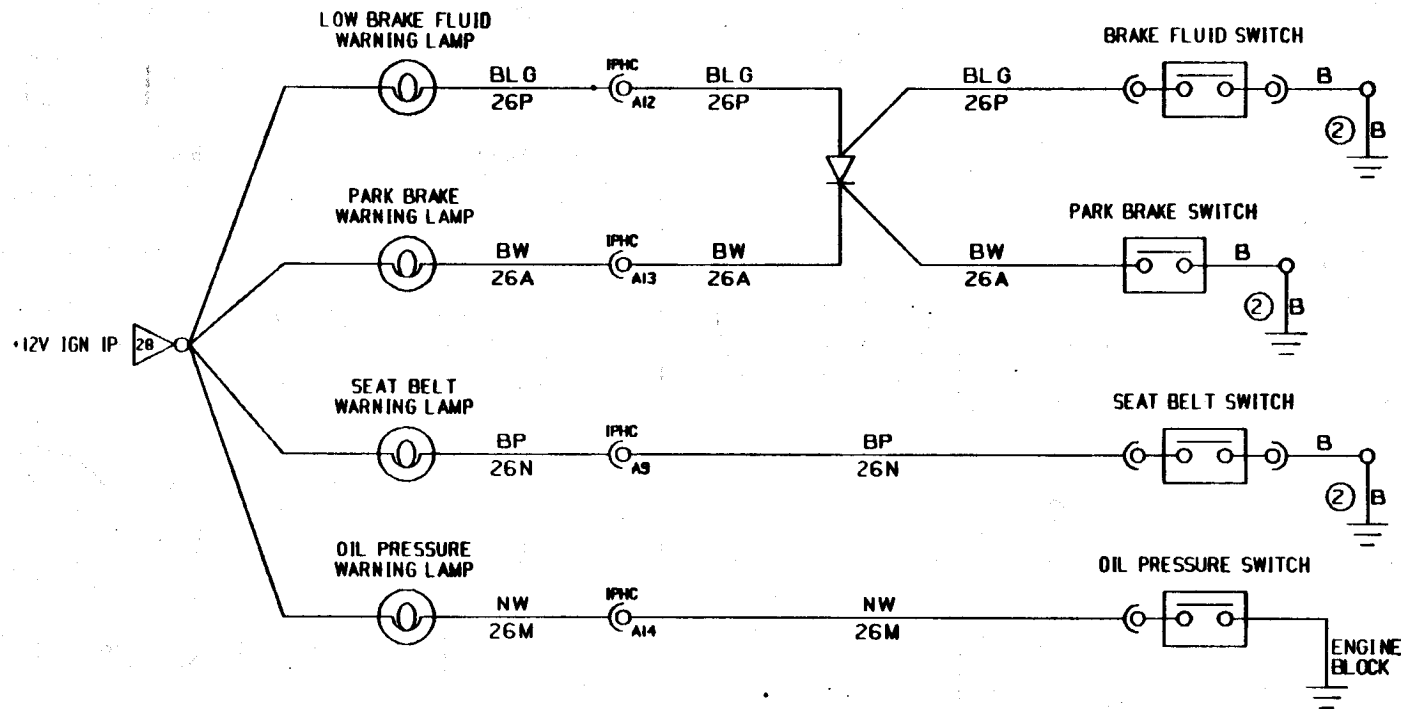 LOW BRAKE FLUID
WARNING LAMP
BRAKE FLUID SWITCH
BLG
26P
IPHC
A12
BLG
26P
BLG
26P
B
2 B
PARK BRAKE
WARNING LAMP
PARK BRAKE SWITCH
BW
26A
IPHC
A13
BW
26A
BW
26A
B
2 B
+12V IGN IP 28
SEAT BELT
WARNING LAMP
SEAT BELT SWITCH
BP
26N
IPHC
A9
BP
26N
B
2 B
OIL PRESSURE
WARNING LAMP
OIL PRESSURE SWITCH
NW
26M
IPHC
A14
NW
26M
ENGINE
BLOCK